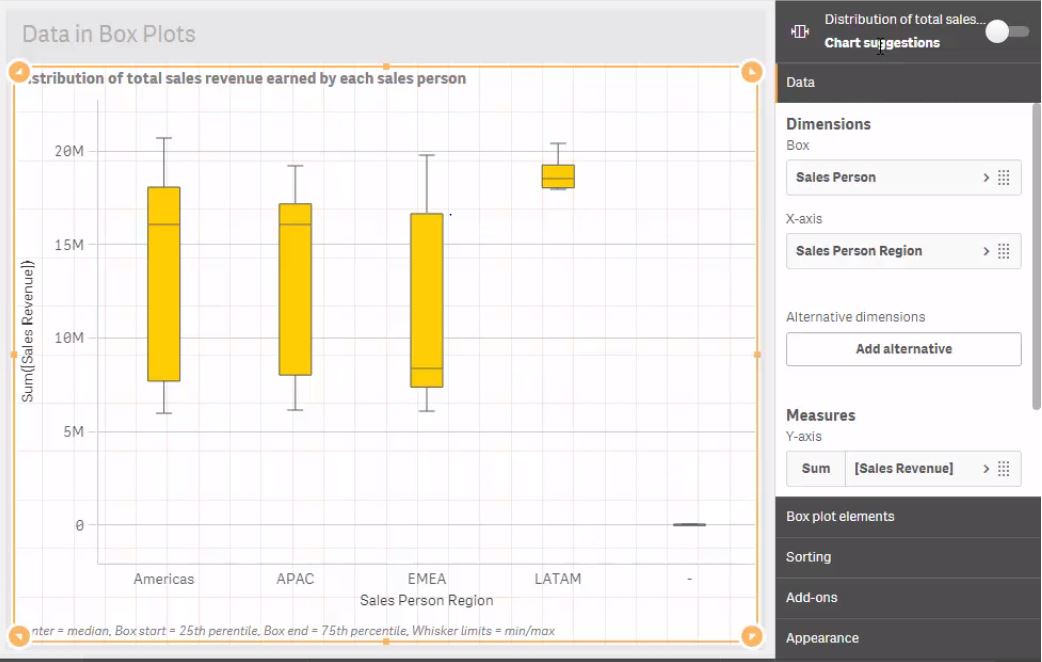 Data in Box Plots
stribution of total sales revenue earned by each sales person
20M
15M
10M
5M
0
Sum([Sales Revenue])
Americas
APAC
EMEA
LATAM
-
Sales Person Region
nter = median, Box start = 25th perentile, Box end = 75th percentile, Whisker limits = min/max
Distribution of total sales...
Chart suggestions
Data
Dimensions
Box
Sales Person
X-axis
Sales Person Region
Alternative dimensions
Add alternative
Measures
Y-axis
Sum [Sales Revenue]
Box plot elements
Sorting
Add-ons
Appearance